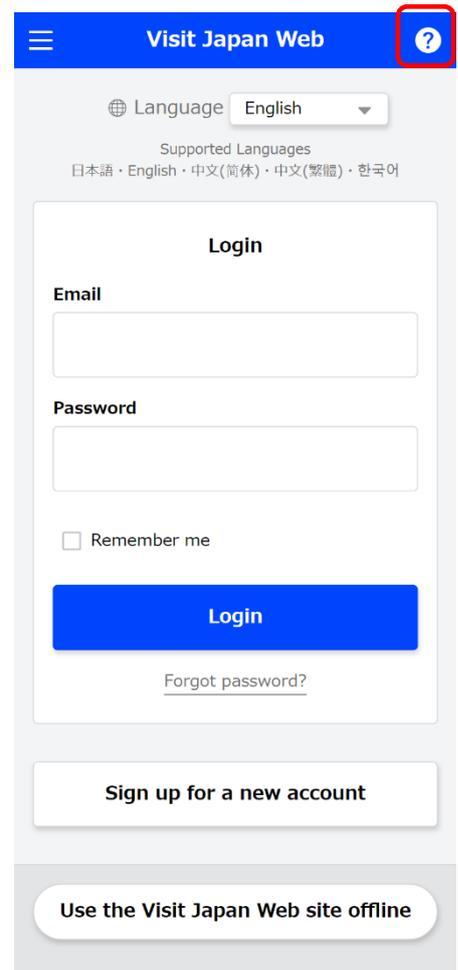 Visit Japan Web
?
Language English
Supported Languages
日本語・English・中文(简体)・中文(繁體)・한국어
Login
Email
Password
Remember me
Login
Forgot password?
Sign up for a new account
Use the Visit Japan Web site offline